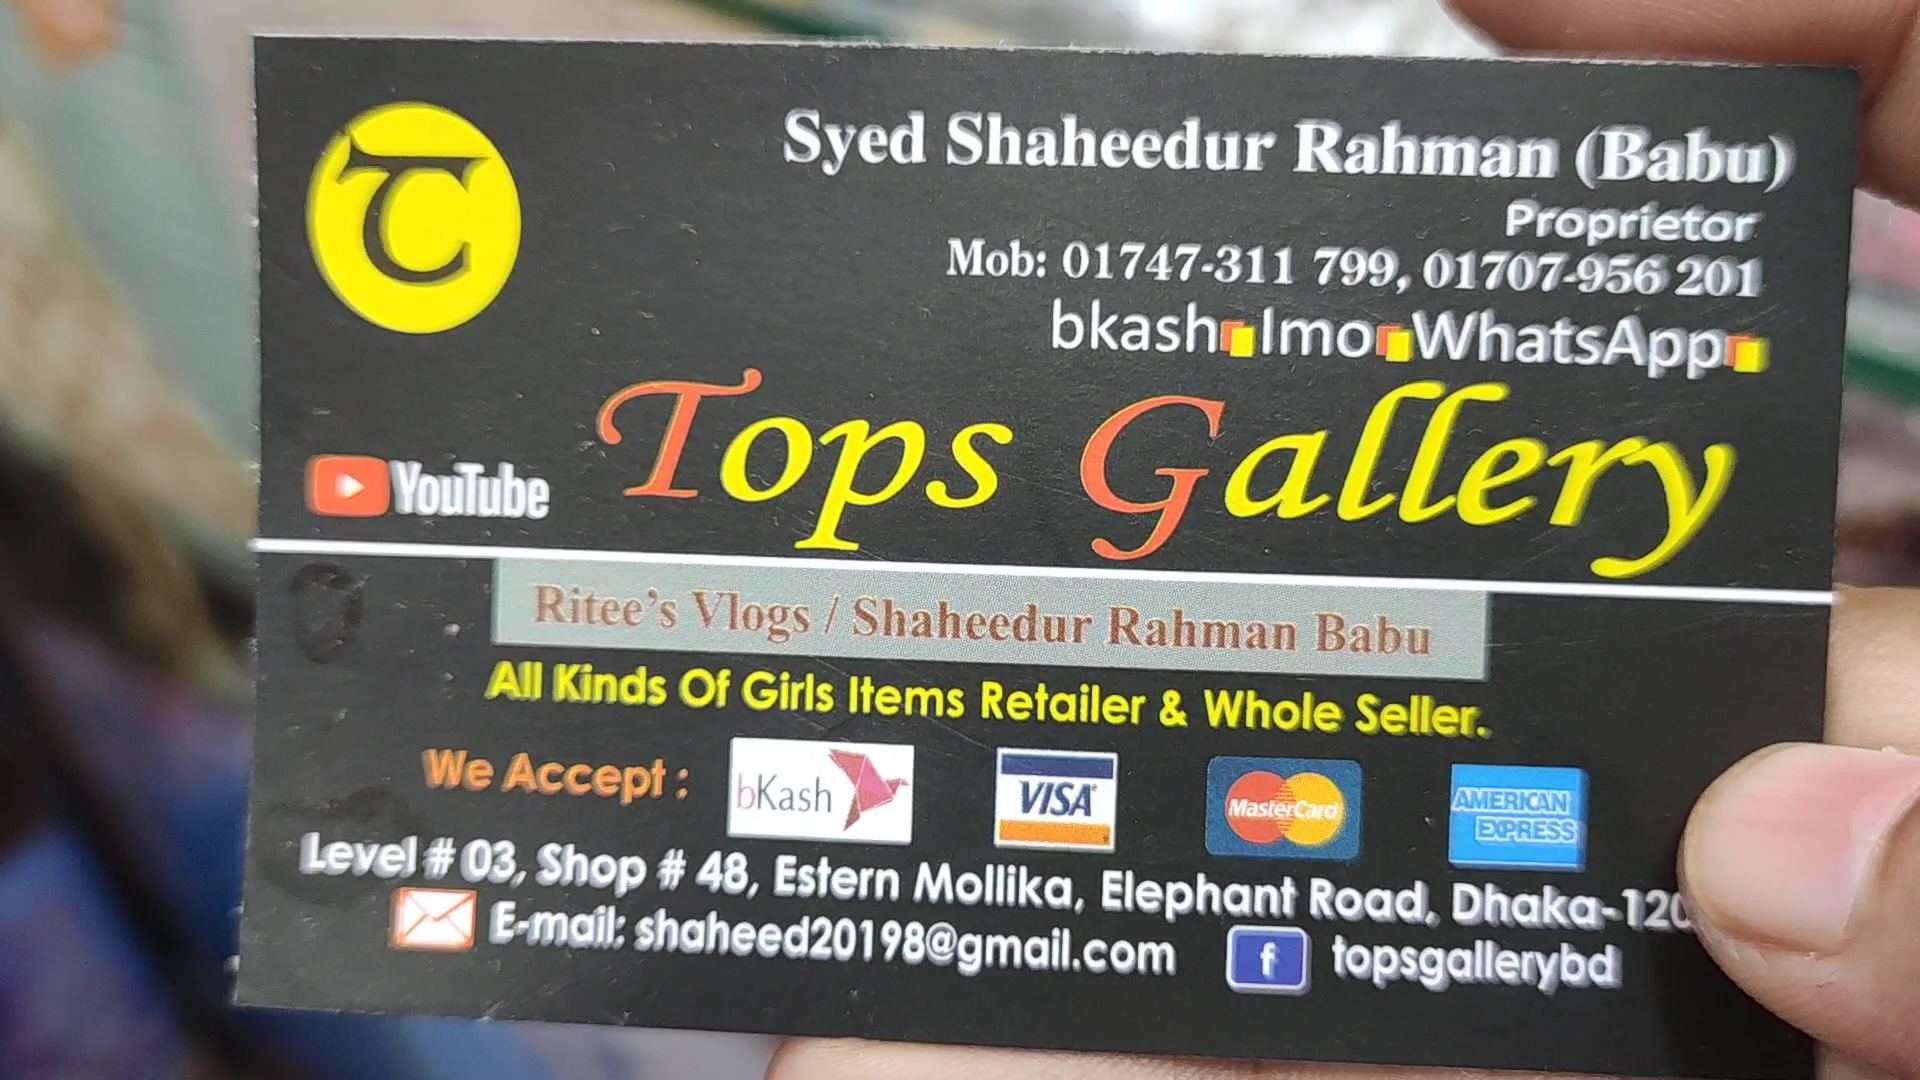 Syed Shaheedur Rahman (Babu)
Proprietor
Mob: 01747-311 799, 01707-956 201
bkash Imo WhatsApp
Tops Gallery
YouTube
Ritee's Vlogs / Shaheedur Rahman Babu
All Kinds Of Girls Items Retailer & Whole Seller.
We Accept : bKash VISA MasterCard AMERICAN EXPRESS
Level # 03, Shop # 48, Estern Mollika, Elephant Road, Dhaka-120
E-mail: shaheed20198@gmail.com f topsgallerybd